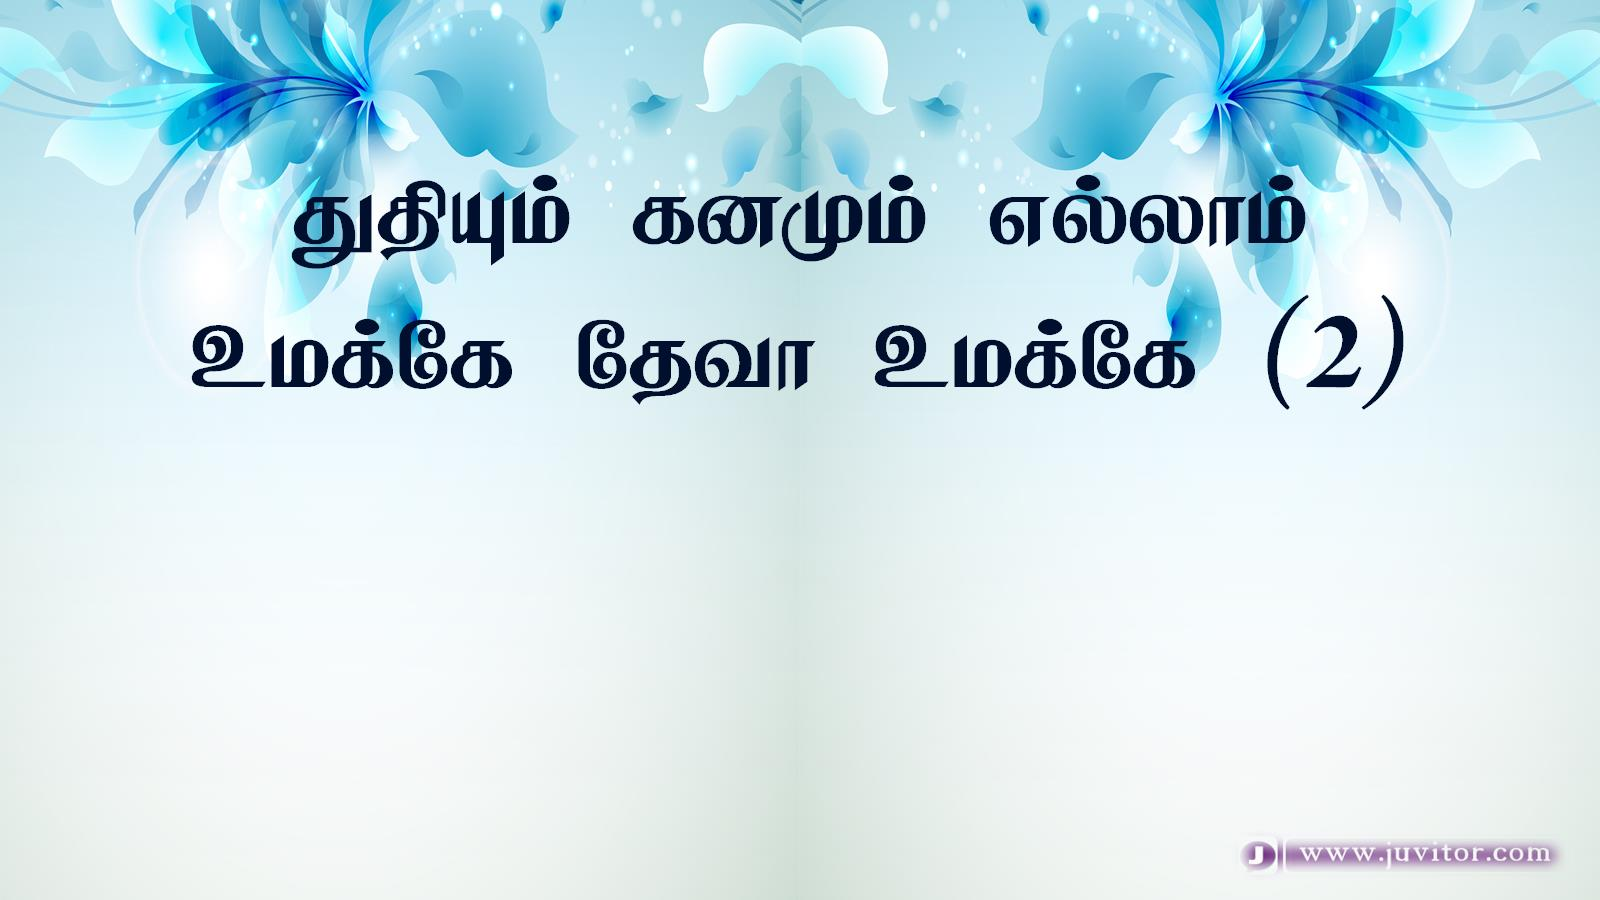 துதியும் கனமும் எல்லாம்
உமக்கே தேவா உமக்கே (2)
J www.juvitor.com